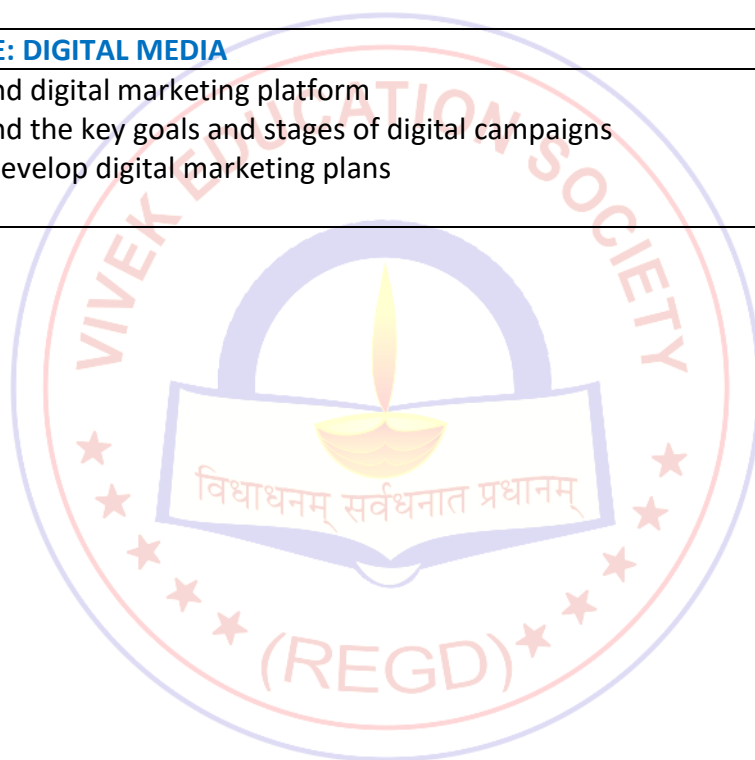 E: DIGITAL MEDIA
nd digital marketing platform
nd the key goals and stages of digital campaigns
evelop digital marketing plans
VIVEK EDUCATION SOCIETY
विधाधनम् सर्वधनात प्रधानम्
(REGD)